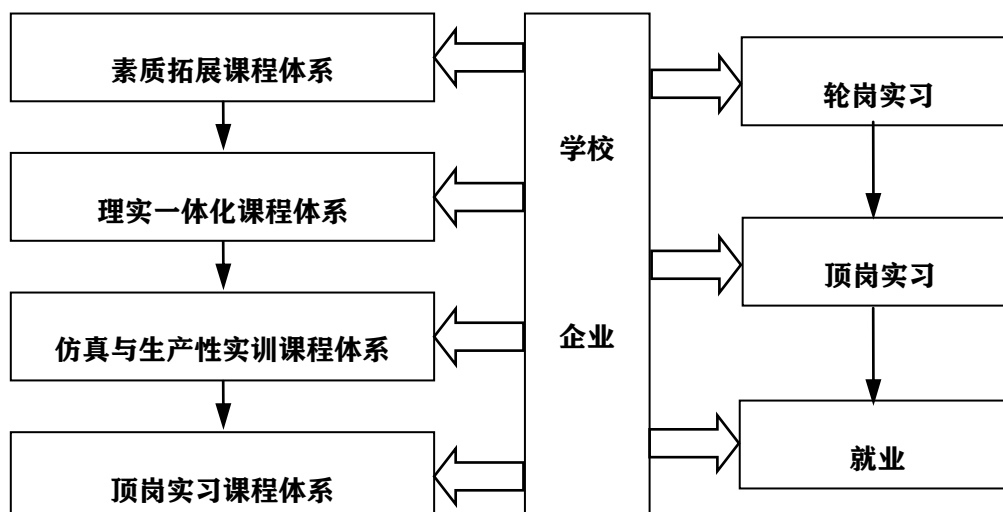 素质拓展课程体系
理实一体化课程体系
仿真与生产性实训课程体系
顶岗实习课程体系
学校
企业
轮岗实习
顶岗实习
就业